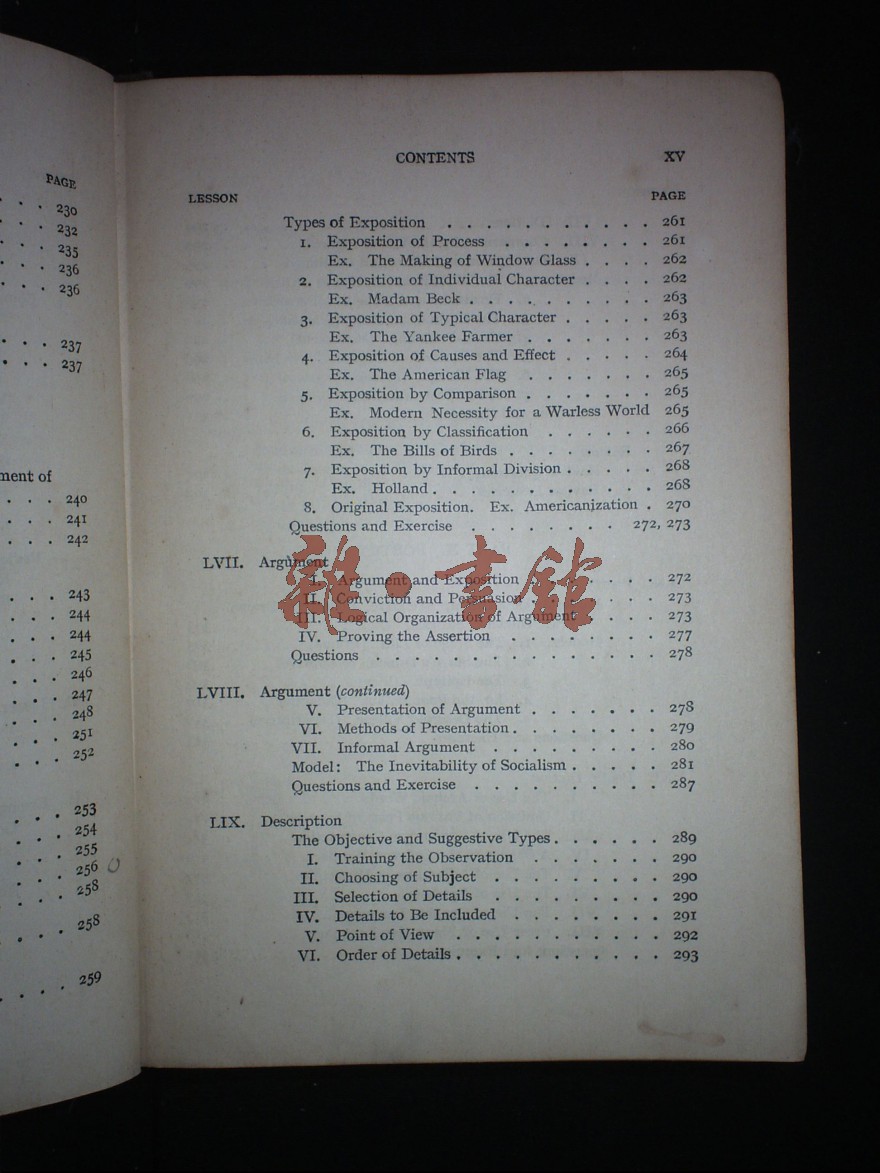 PAGE
. . . 230
. . . 232
. . . 235
. . . 236
. . . 236
. . . 237
. . . 237
ment of
. . . 240
. . . 241
. . . 242
. . . 243
. . . 244
. . . 244
. . . 245
. . . 246
. . . 247
. . . 248
. . . 251
. . . 252
. . . 253
. . . 254
. . . 255
. . . 256
. . . 258
. . . 258
. . . 259
CONTENTS XV
LESSON PAGE
Types of Exposition . . . . . . . . . . . 261
1. Exposition of Process . . . . . . . . 261
Ex. The Making of Window Glass . . . . 262
2. Exposition of Individual Character . . . . 262
Ex. Madam Beck . . . . . . . . . . 263
3. Exposition of Typical Character . . . . . 263
Ex. The Yankee Farmer . . . . . . . 263
4. Exposition of Causes and Effect . . . . . 264
Ex. The American Flag . . . . . . . 265
5. Exposition by Comparison . . . . . . . 265
Ex. Modern Necessity for a Warless World 265
6. Exposition by Classification . . . . . . 266
Ex. The Bills of Birds . . . . . . . . 267
7. Exposition by Informal Division . . . . . 268
Ex. Holland . . . . . . . . . . . . 268
8. Original Exposition. Ex. Americanization . 270
Questions and Exercise . . . . . . . . 272, 273
LVII. Argument
I. Argument and Exposition . . . . . . . 272
II. Conviction and Persuasion . . . . . . . 273
III. Logical Organization of Argument . . . . 273
IV. Proving the Assertion . . . . . . . . 277
Questions . . . . . . . . . . . . . . . 278
雜·書館
LVIII. Argument (continued)
V. Presentation of Argument . . . . . . . 278
VI. Methods of Presentation . . . . . . . . 279
VII. Informal Argument . . . . . . . . . 280
Model: The Inevitability of Socialism . . . . . 281
Questions and Exercise . . . . . . . . . . 287
LIX. Description
The Objective and Suggestive Types . . . . . . 289
I. Training the Observation . . . . . . . 290
II. Choosing of Subject . . . . . . . . . 290
III. Selection of Details . . . . . . . . . 290
IV. Details to Be Included . . . . . . . . 291
V. Point of View . . . . . . . . . . . 292
VI. Order of Details . . . . . . . . . . . 293